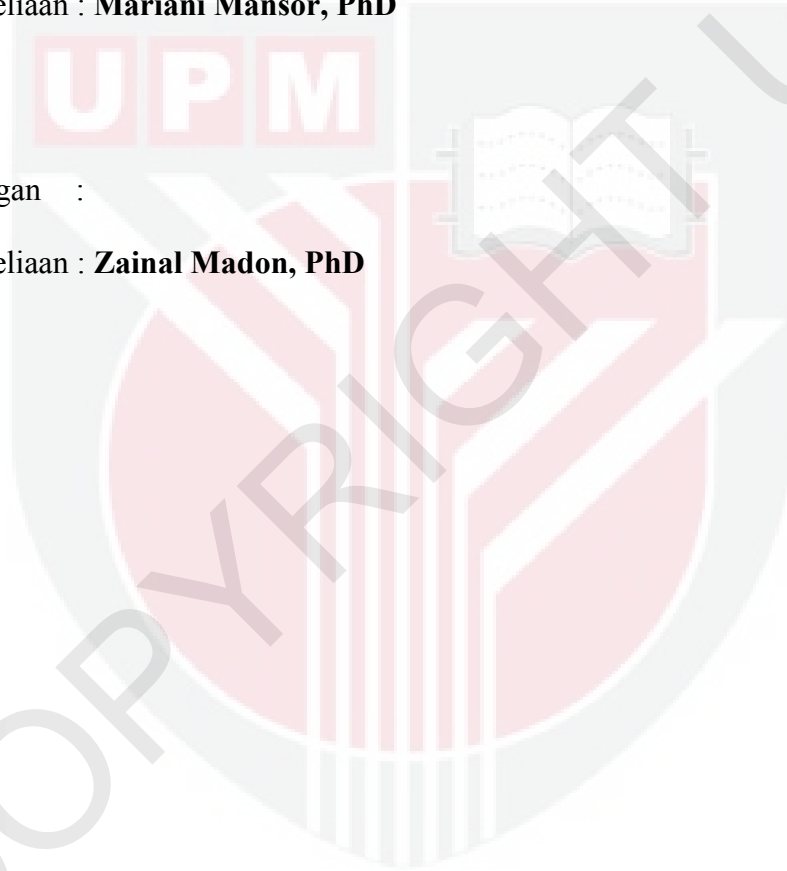 eliaan : Mariani Mansor, PhD
UPM
gan :
eliaan : Zainal Madon, PhD
COPYRIGHT U